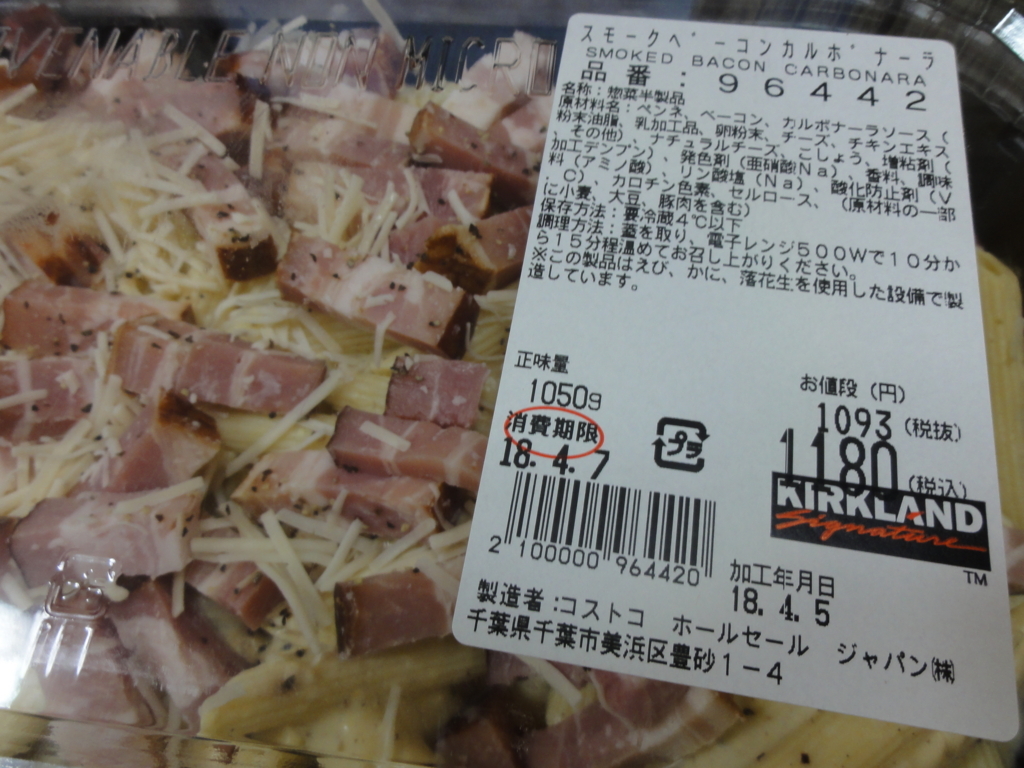 OVENABLE NON MICRO
スモークベーコンカルボナーラ
SMOKED BACON CARBONARA
品番:96442
名称:惣菜半製品
原材料名:ペンネ、ベーコン、カルボナーラソース(
粉末油脂、乳加工品、卵粉末、チーズ、チキンエキス
、その他)、ナチュラルチーズ、こしょう、増粘剤(
加工デンプン)、発色剤(亜硝酸Na)、香料、調味
料(アミノ酸)、リン酸塩(Na)、酸化防止剤(V
.C)、カロチン色素、セルロース、(原材料の一部
に小麦、大豆、豚肉を含む)
保存方法:要冷蔵4℃以下
調理方法:蓋を取り、電子レンジ500Wで10分か
ら15分程温めてお召し上がりください。
※この製品はえび、かに、落花生を使用した設備で製
造しています。
正味量
1050g
お値段(円)
1093(税抜)
1180(税込)
消費期限
18.4.7
プラ
KIRKLAND
Signature
TM
2 100000 964420
加工年月日
18.4.5
製造者:コストコ ホールセール ジャパン㈱
千葉県千葉市美浜区豊砂1-4